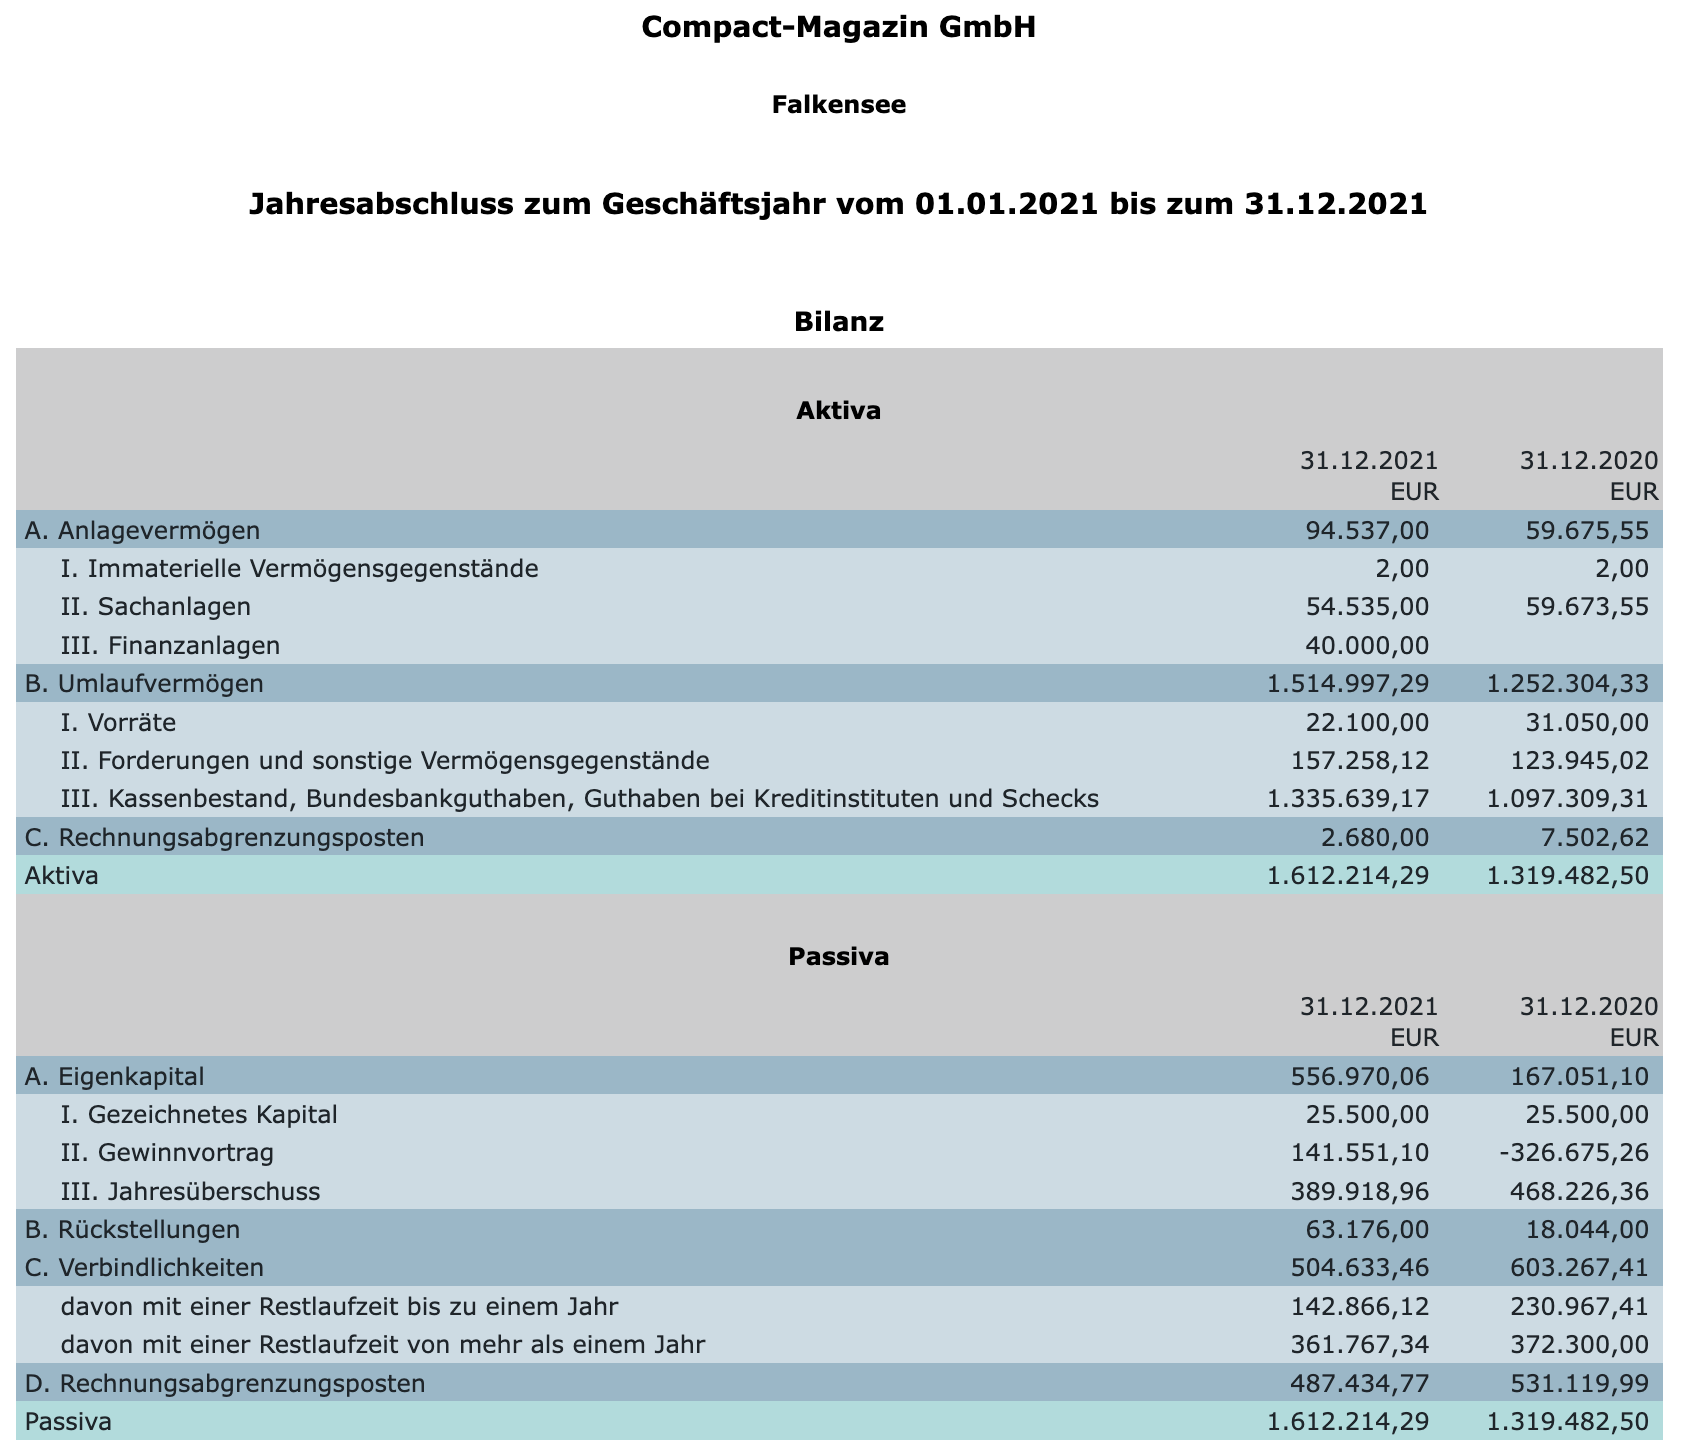 Compact-Magazin GmbH
Falkensee
Jahresabschluss zum Geschäftsjahr vom 01.01.2021 bis zum 31.12.2021
Bilanz
Aktiva
31.12.2021 31.12.2020
EUR EUR
A. Anlagevermögen 94.537,00 59.675,55
I. Immaterielle Vermögensgegenstände 2,00 2,00
II. Sachanlagen 54.535,00 59.673,55
III. Finanzanlagen 40.000,00
B. Umlaufvermögen 1.514.997,29 1.252.304,33
I. Vorräte 22.100,00 31.050,00
II. Forderungen und sonstige Vermögensgegenstände 157.258,12 123.945,02
III. Kassenbestand, Bundesbankguthaben, Guthaben bei Kreditinstituten und Schecks 1.335.639,17 1.097.309,31
C. Rechnungsabgrenzungsposten 2.680,00 7.502,62
Aktiva 1.612.214,29 1.319.482,50
Passiva
31.12.2021 31.12.2020
EUR EUR
A. Eigenkapital 556.970,06 167.051,10
I. Gezeichnetes Kapital 25.500,00 25.500,00
II. Gewinnvortrag 141.551,10 -326.675,26
III. Jahresüberschuss 389.918,96 468.226,36
B. Rückstellungen 63.176,00 18.044,00
C. Verbindlichkeiten 504.633,46 603.267,41
davon mit einer Restlaufzeit bis zu einem Jahr 142.866,12 230.967,41
davon mit einer Restlaufzeit von mehr als einem Jahr 361.767,34 372.300,00
D. Rechnungsabgrenzungsposten 487.434,77 531.119,99
Passiva 1.612.214,29 1.319.482,50